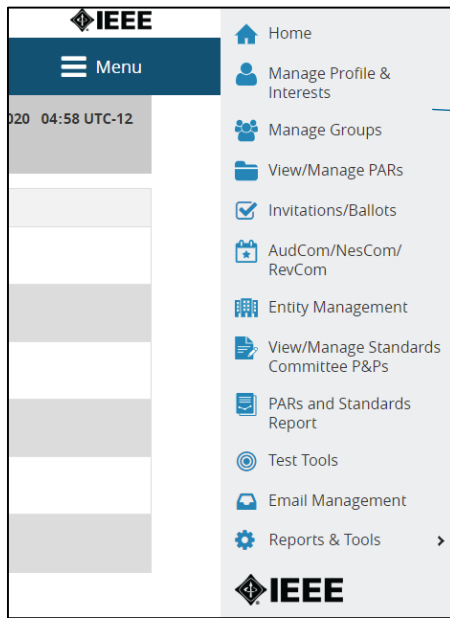 IEEE
Menu
020 04:58 UTC-12
Home
Manage Profile &
Interests
Manage Groups
View/Manage PARs
Invitations/Ballots
AudCom/NesCom/
RevCom
Entity Management
View/Manage Standards
Committee P&Ps
PARs and Standards
Report
Test Tools
Email Management
Reports & Tools
IEEE